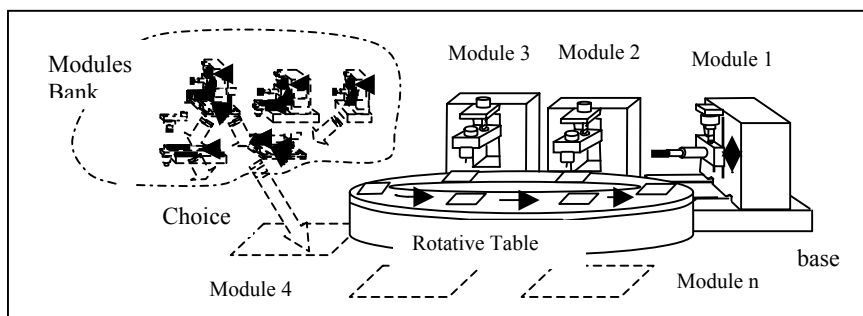 Module 3
Module 2
Module 1
Modules
Bank
Choice
Rotative Table
base
Module 4
Module n